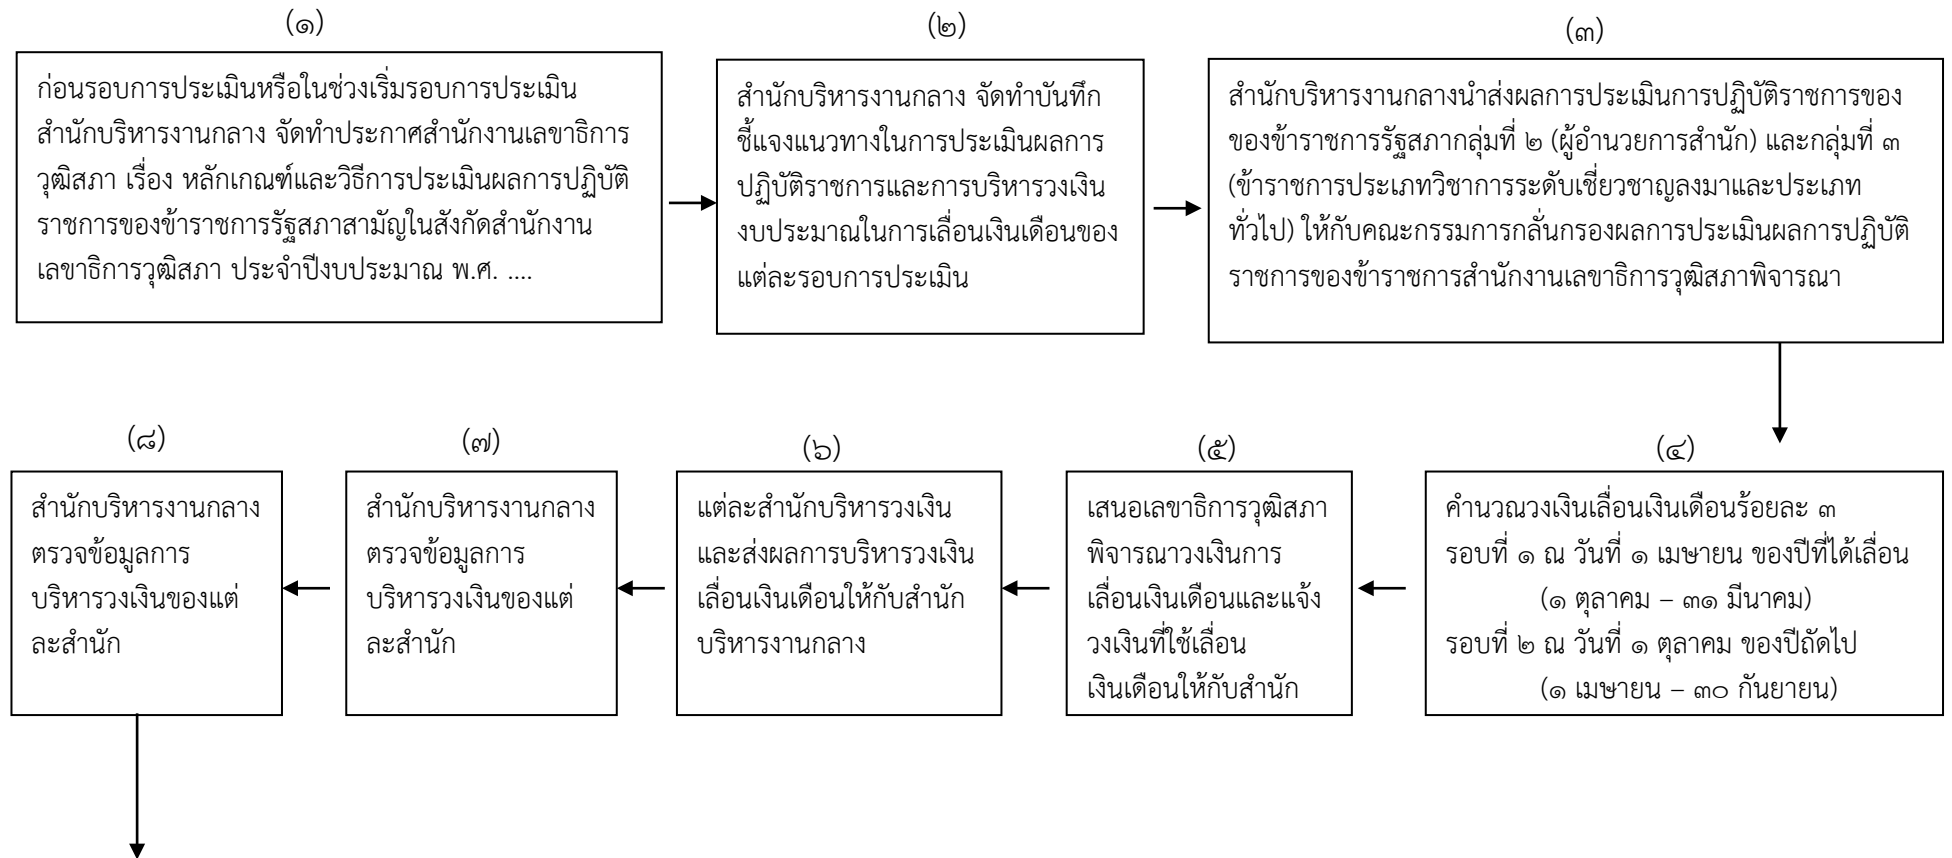 (๑)
ก่อนรอบการประเมินหรือในช่วงเริ่มรอบการประเมิน
สำนักบริหารงานกลาง จัดทำประกาศสำนักงานเลขาธิการ
วุฒิสภา เรื่อง หลักเกณฑ์และวิธีการประเมินผลการปฏิบัติ
ราชการของข้าราชการรัฐสภาสามัญในสังกัดสำนักงาน
เลขาธิการวุฒิสภา ประจำปีงบประมาณ พ.ศ. ....
(๒)
สำนักบริหารงานกลาง จัดทำบันทึก
ชี้แจงแนวทางในการประเมินผลการ
ปฏิบัติราชการและการบริหารวงเงิน
งบประมาณในการเลื่อนเงินเดือนของ
แต่ละรอบการประเมิน
(๓)
สำนักบริหารงานกลางนำส่งผลการประเมินการปฏิบัติราชการของ
ของข้าราชการรัฐสภากลุ่มที่ ๒ (ผู้อำนวยการสำนัก) และกลุ่มที่ ๓
(ข้าราชการประเภทวิชาการระดับเชี่ยวชาญลงมาและประเภท
ทั่วไป) ให้กับคณะกรรมการกลั่นกรองผลการประเมินผลการปฏิบัติ
ราชการของข้าราชการสำนักงานเลขาธิการวุฒิสภาพิจารณา
(๔)
คำนวณวงเงินเลื่อนเงินเดือนร้อยละ ๓
รอบที่ ๑ ณ วันที่ ๑ เมษายน ของปีที่ได้เลื่อน
(๑ ตุลาคม – ๓๑ มีนาคม)
รอบที่ ๒ ณ วันที่ ๑ ตุลาคม ของปีถัดไป
(๑ เมษายน – ๓๐ กันยายน)
(๕)
เสนอเลขาธิการวุฒิสภา
พิจารณาวงเงินการ
เลื่อนเงินเดือนและแจ้ง
วงเงินที่ใช้เลื่อน
เงินเดือนให้กับสำนัก
(๖)
แต่ละสำนักบริหารวงเงิน
และส่งผลการบริหารวงเงิน
เลื่อนเงินเดือนให้กับสำนัก
บริหารงานกลาง
(๗)
สำนักบริหารงานกลาง
ตรวจข้อมูลการ
บริหารวงเงินของแต่
ละสำนัก
(๘)
สำนักบริหารงานกลาง
ตรวจข้อมูลการ
บริหารวงเงินของแต่
ละสำนัก